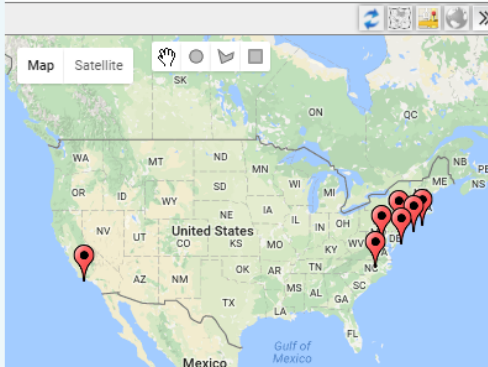 Map Satellite
SK
ON
QC
WA
MT
ND
MN
NB
PE
ME
NS
OR
ID
SD
WI
MI
WY
NE
IA
NV
UT
United States
IL
IN
OH
CO
KS
MO
WV
DE
KY
VA
AZ
NM
OK
AR
TN
NC
MS
AL
SC
GA
TX
LA
FL
Gulf of
Mexico
Mexico